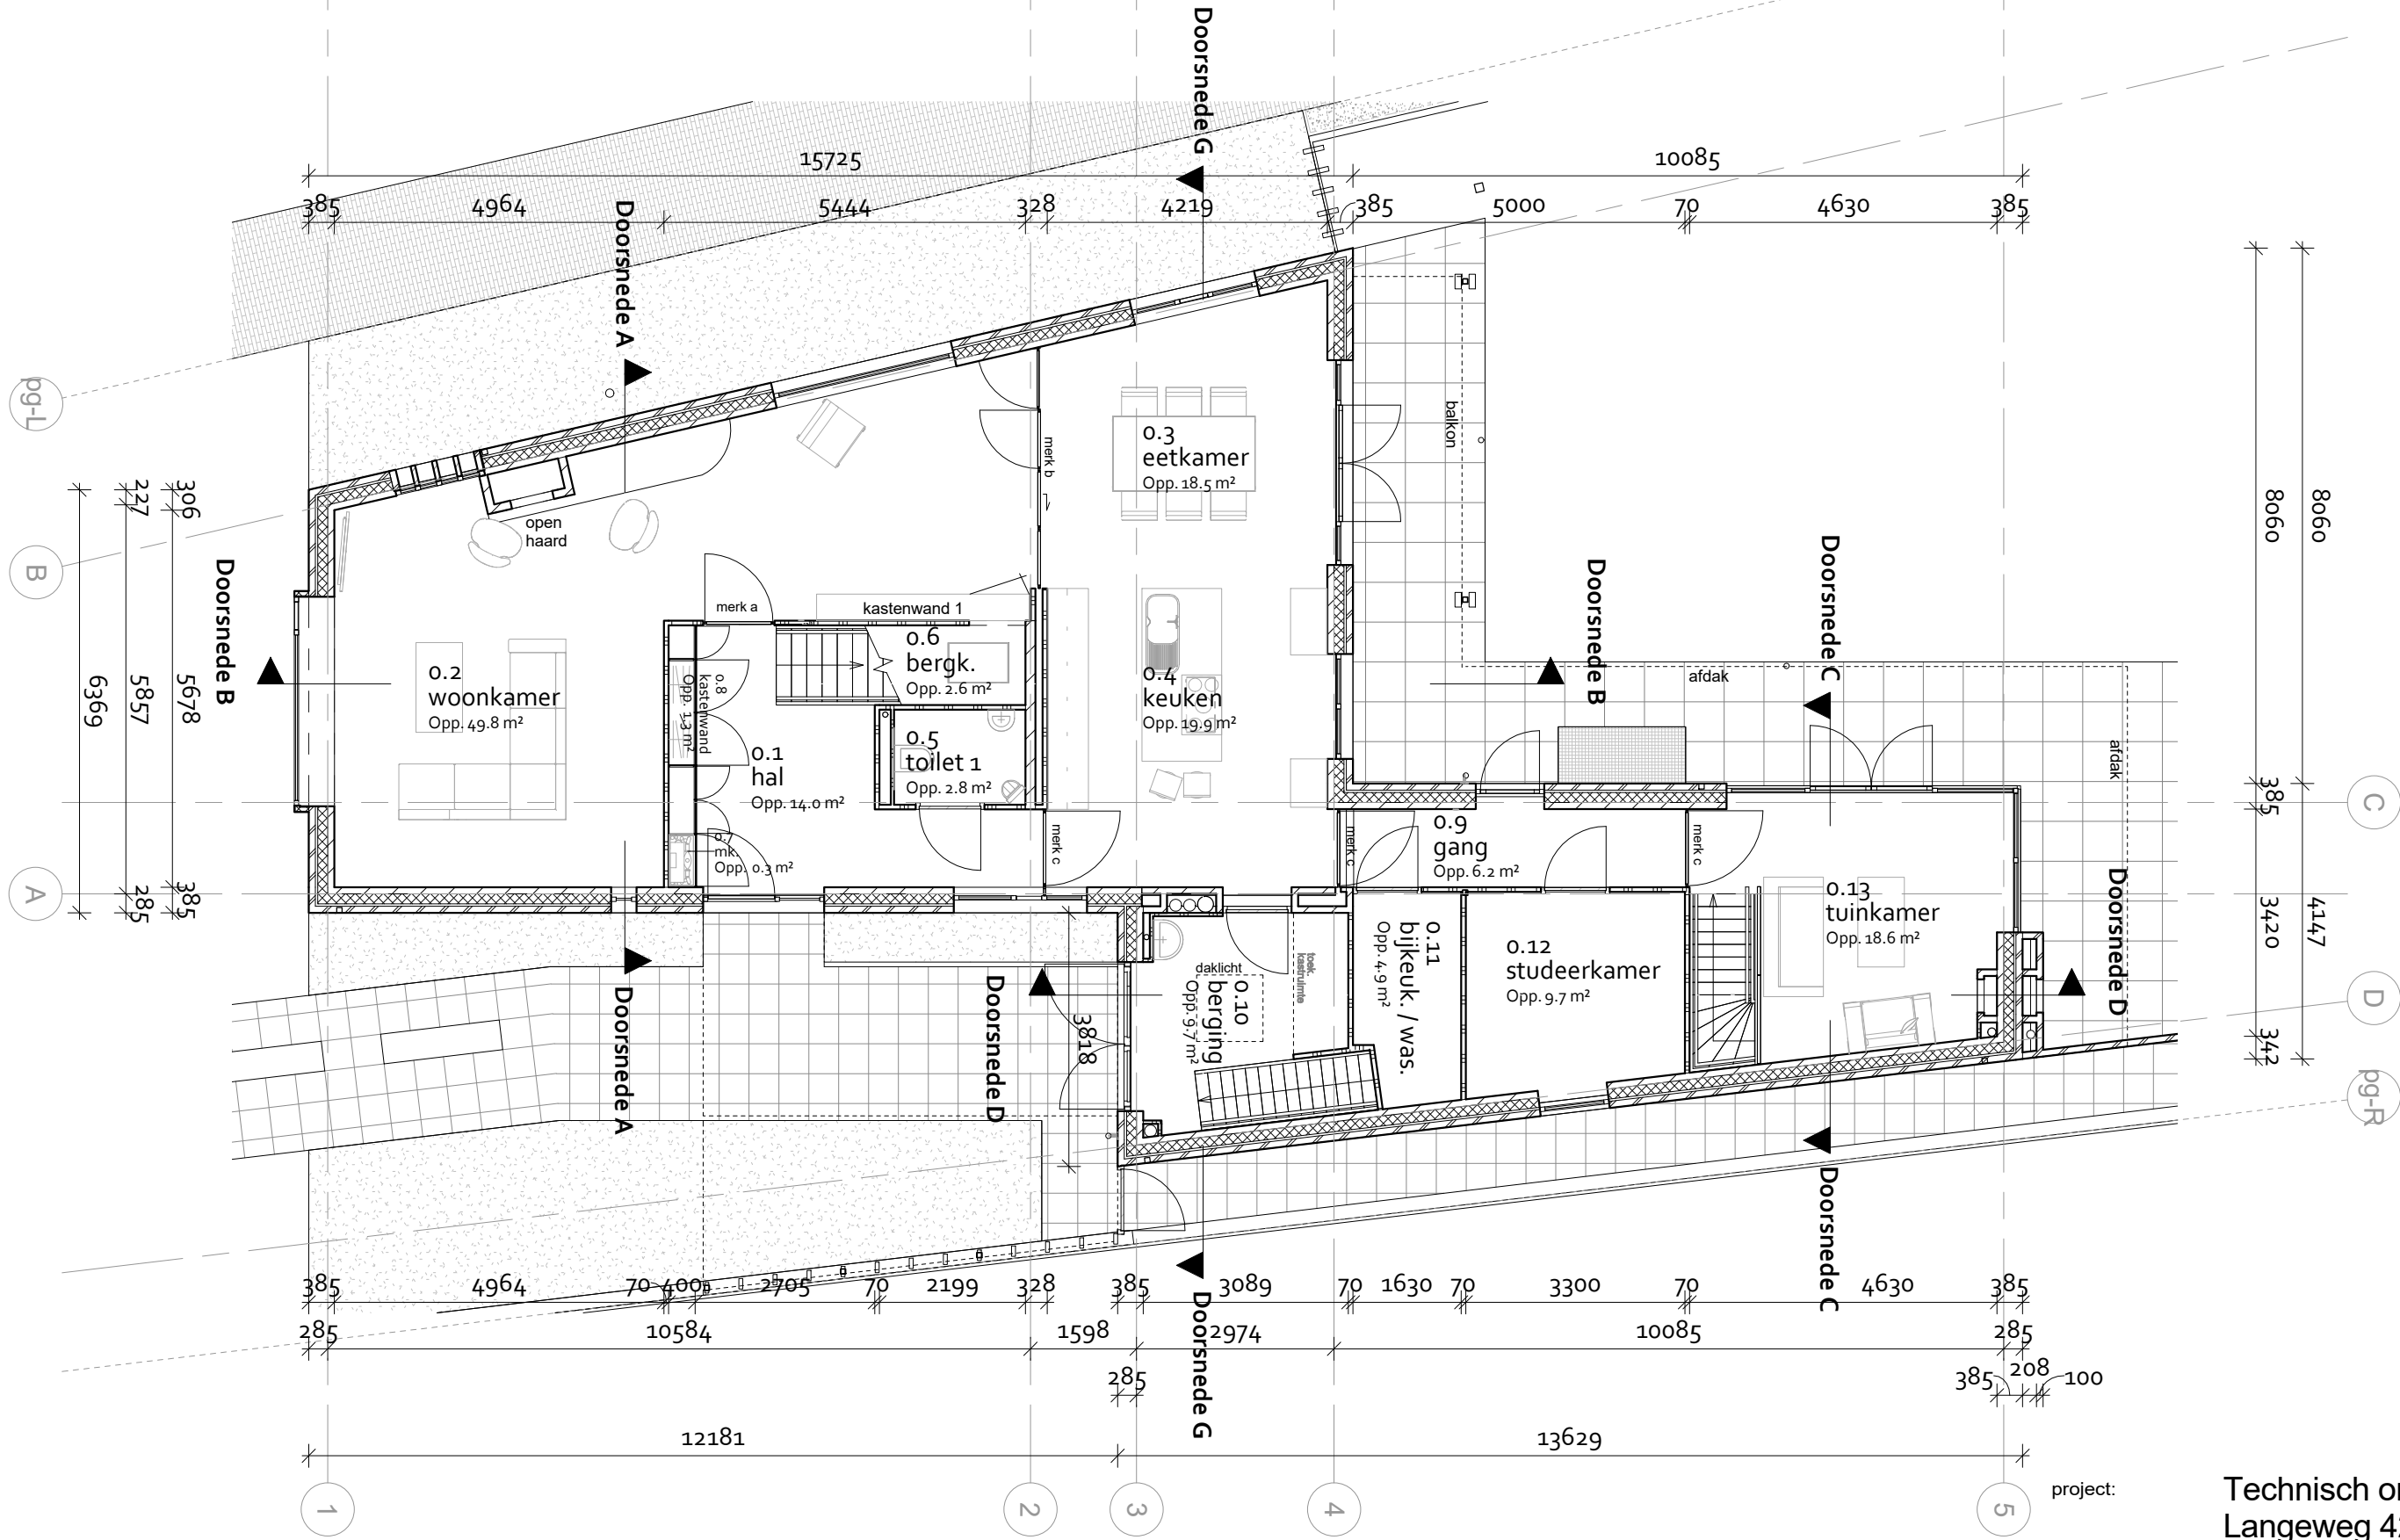 Doorsnede G
15725
10085
385
4964
5444
328
4219
385
5000
70
4630
385
Doorsnede A
pg-L
B
A
227
306
6369
5857
5678
285
385
Doorsnede B
open
haard
merk b
0.3
eetkamer
Opp. 18.5 m²
balkon
8060
8060
merk a
kastenwand 1
0.2
woonkamer
Opp. 49.8 m²
0.8
kastenwand
Opp. 1.3 m²
0.6
bergk.
Opp. 2.6 m²
0.5
toilet 1
Opp. 2.8 m²
0.1
hal
Opp. 14.0 m²
0.7
mk.
Opp. 0.3 m²
0.4
keuken
Opp. 19.9 m²
merk c
merk c
merk c
Doorsnede B
Doorsnede C
afdak
afdak
0.9
gang
Opp. 6.2 m²
385
3420
4147
342
C
D
pg-R
0.13
tuinkamer
Opp. 18.6 m²
Doorsnede D
0.11
bijkeuk. / was.
Opp. 4.9 m²
0.12
studeerkamer
Opp. 9.7 m²
daklicht
0.10
berging
Opp. 9.7 m²
toek.
kastruimte
Doorsnede A
Doorsnede D
3818
Doorsnede C
385
4964
70
400
2705
70
2199
328
385
3089
70
1630
70
3300
70
4630
385
285
10584
1598
2974
10085
285
285
385
208
100
Doorsnede G
12181
13629
1
2
3
4
5
project:
Technisch
Langeweg